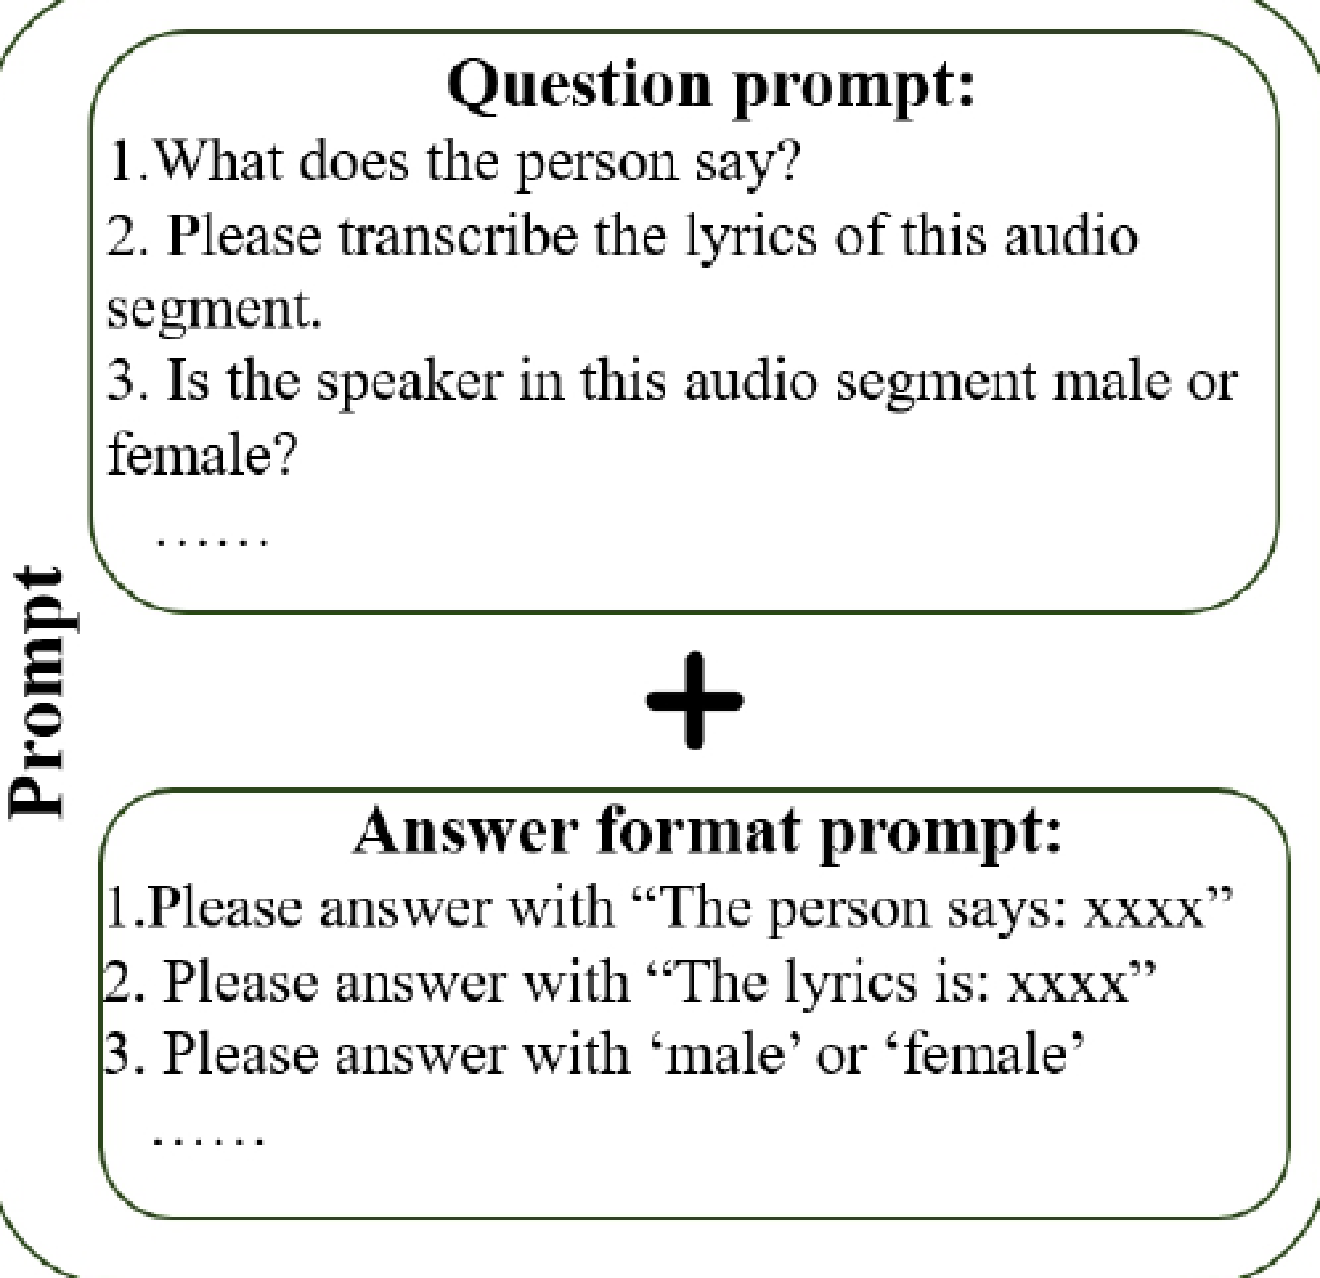 Question prompt:
1.What does the person say?
2. Please transcribe the lyrics of this audio
segment.
3. Is the speaker in this audio segment male or
female?
......
Prompt
+
Answer format prompt:
1.Please answer with “The person says: xxxx”
2. Please answer with “The lyrics is: xxxx”
3. Please answer with ‘male’ or ‘female’
......